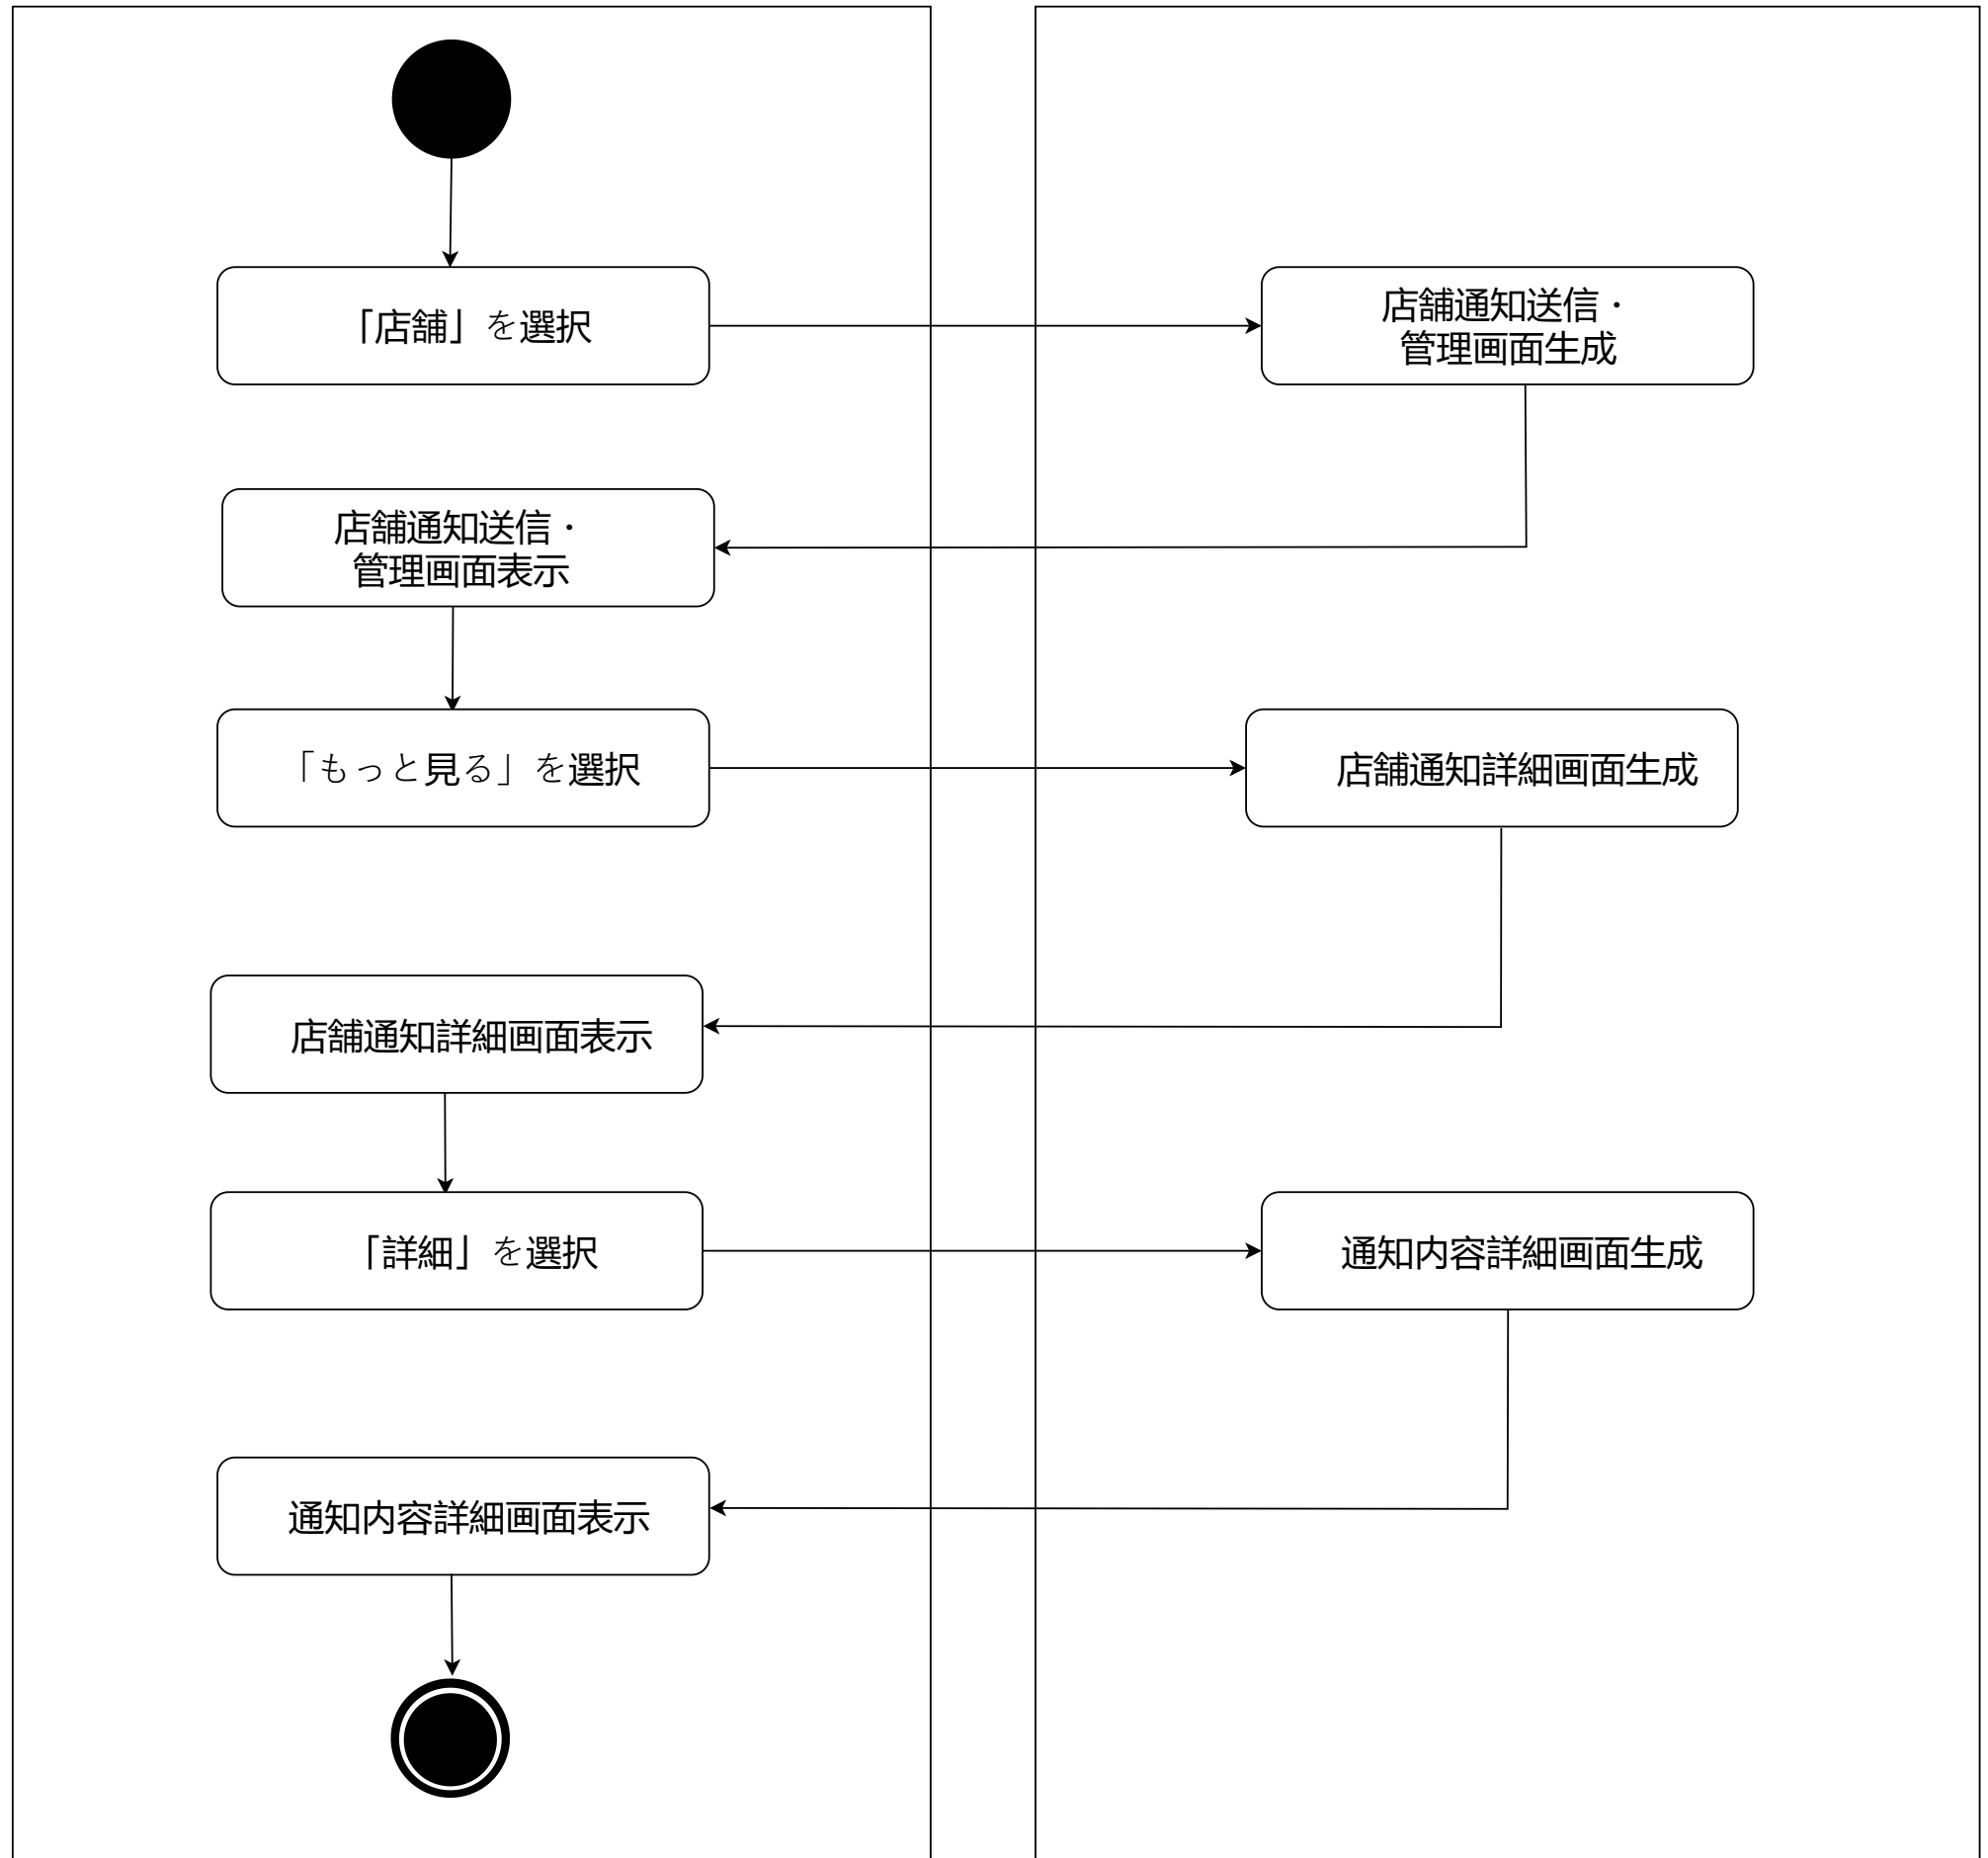 「店舗」を選択
店舗通知送信・
管理画面生成
店舗通知送信・
管理画面表示
「もっと見る」を選択
店舗通知詳細画面生成
店舗通知詳細画面表示
「詳細」を選択
通知内容詳細画面生成
通知内容詳細画面表示